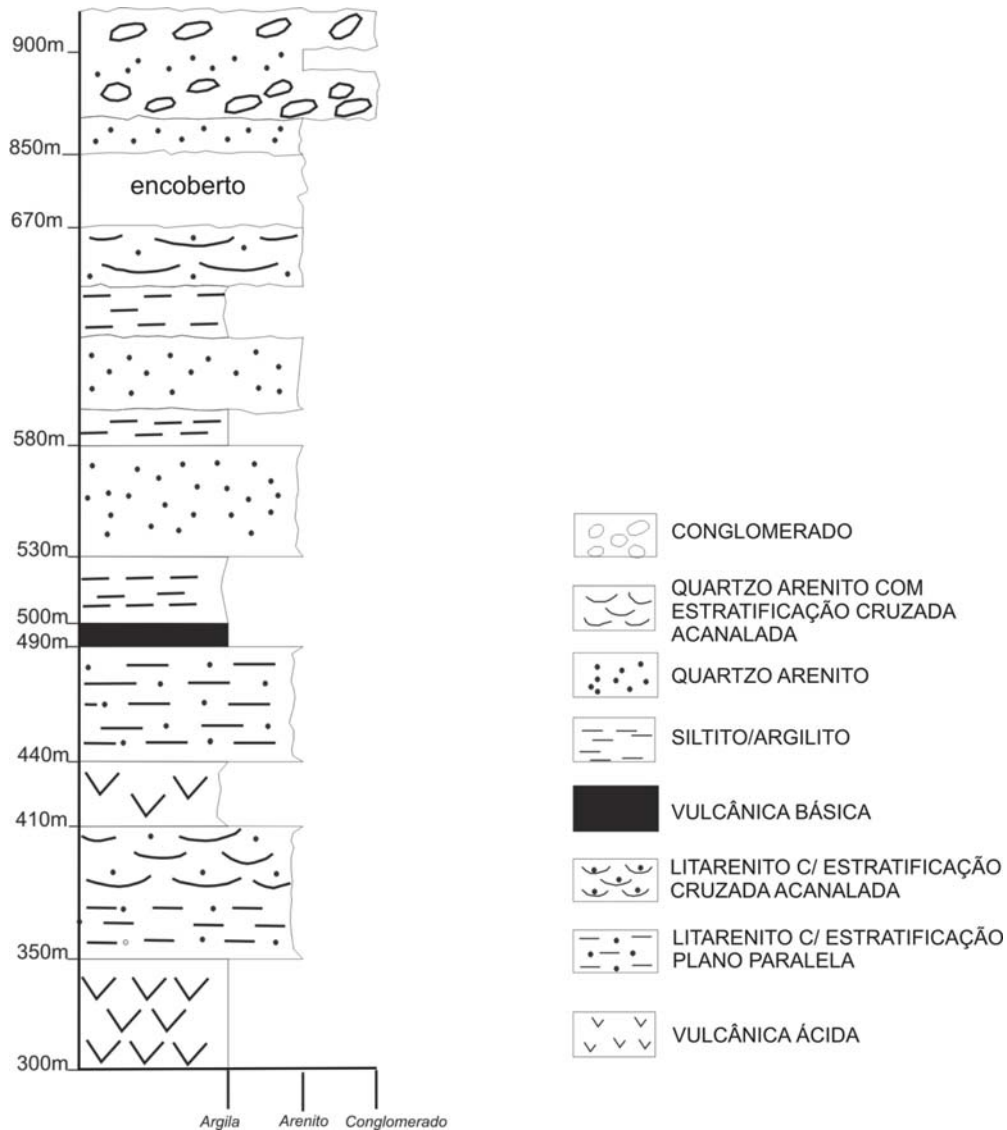 900m
850m
encoberto
670m
580m
530m
500m
490m
440m
410m
350m
300m
Argila Arenito Conglomerado
CONGLOMERADO
QUARTZO ARENITO COM
ESTRATIFICAÇÃO CRUZADA
ACANALADA
QUARTZO ARENITO
SILTITO/ARGILITO
VULCÂNICA BÁSICA
LITARENITO C/ ESTRATIFICAÇÃO
CRUZADA ACANALADA
LITARENITO C/ ESTRATIFICAÇÃO
PLANO PARALELA
VULCÂNICA ÁCIDA